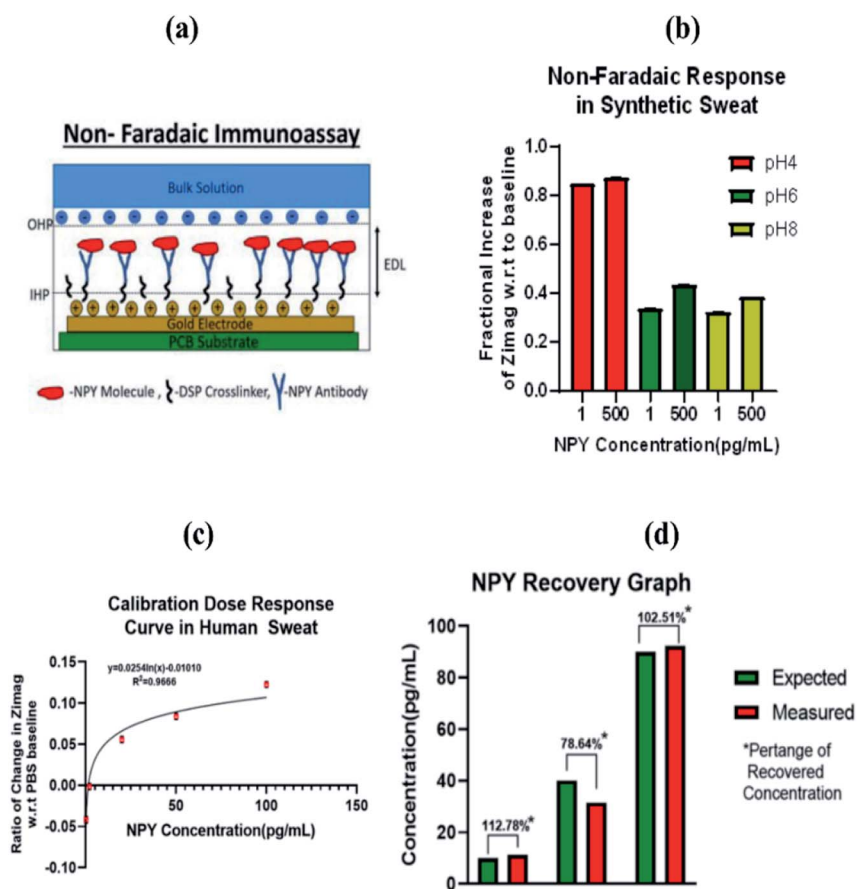 (a)
Non- Faradaic Immunoassay
Bulk Solution
OHP
EDL
IHP
Gold Electrode
PCB Substrate
-NPY Molecule , -DSP Crosslinker, -NPY Antibody
(b)
Non-Faradaic Response
in Synthetic Sweat
Fractional Increase
of Zimag w.r.t to baseline
1.0
0.8
0.6
0.4
0.2
0.0
pH4
pH6
pH8
1 500 1 500 1 500
NPY Concentration(pg/mL)
(c)
Calibration Dose Response
Curve in Human Sweat
y=0.0254ln(x)-0.01010
R²=0.9666
Ratio of Change in Zimag
w.r.t PBS baseline
0.15
0.10
0.05
0.00
-0.05
-0.10
50 100 150
NPY Concentration(pg/mL)
(d)
NPY Recovery Graph
Concentration(pg/mL)
100
80
60
40
20
0
112.78%*
78.64%*
102.51%*
Expected
Measured
*Pertange of
Recovered
Concentration